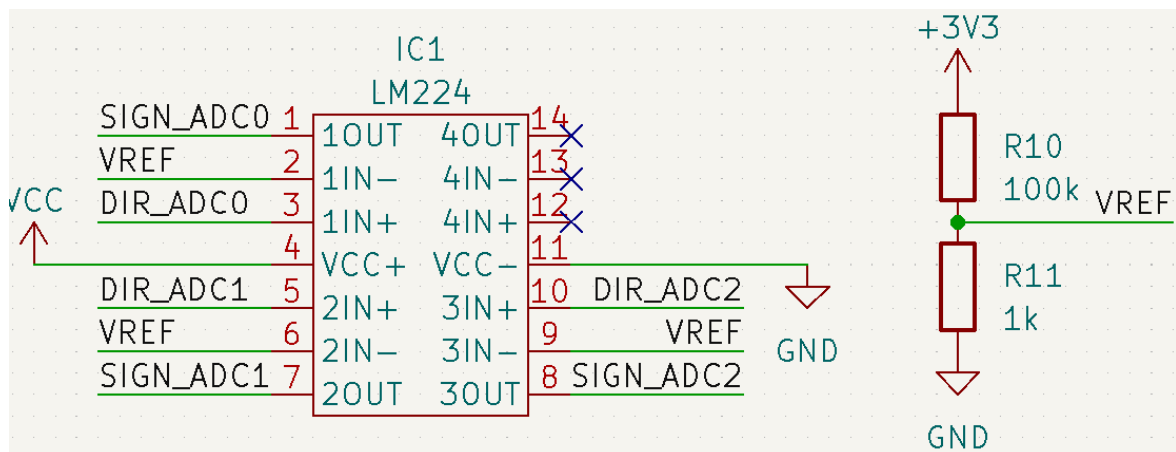 IC1
LM224
SIGN_ADC0 1 1OUT 4OUT 14
VREF 2 1IN- 4IN- 13
DIR_ADC0 3 1IN+ 4IN+ 12
VCC 4 VCC+ VCC- 11
DIR_ADC1 5 2IN+ 3IN+ 10 DIR_ADC2
VREF 6 2IN- 3IN- 9 VREF
SIGN_ADC1 7 2OUT 3OUT 8 SIGN_ADC2
GND
+3V3
R10
100k
VREF
R11
1k
GND